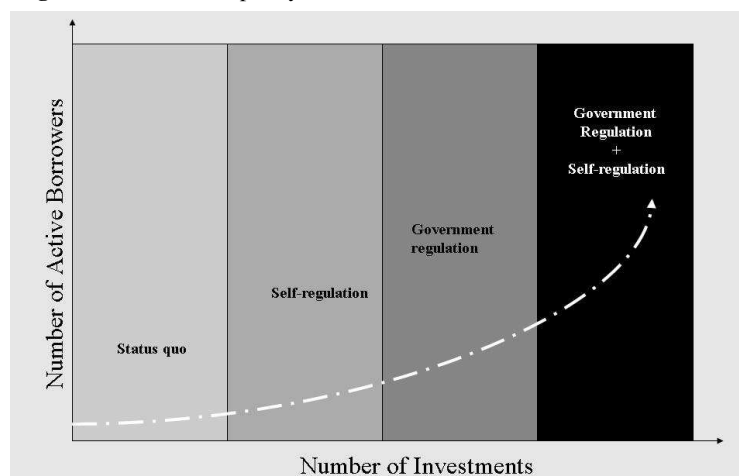 Number of Active Borrowers
Government
Regulation
+
Self-regulation
Government
regulation
Self-regulation
Status quo
Number of Investments